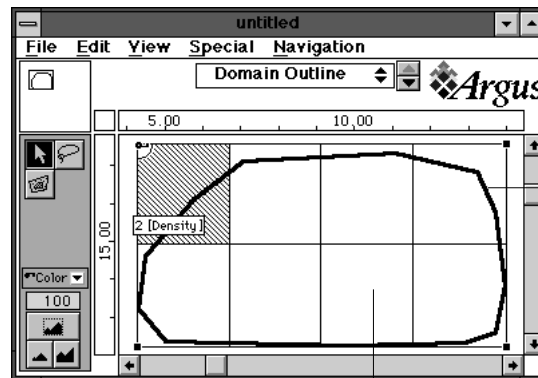 untitled
File Edit View Special Navigation
Domain Outline
Argus
5.00 10,00
15,00
2 [Density]
Color
100